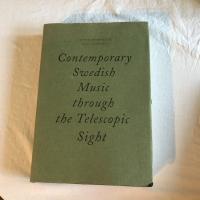 Contemporary
Swedish
Music
through
the Telescopic
Sight